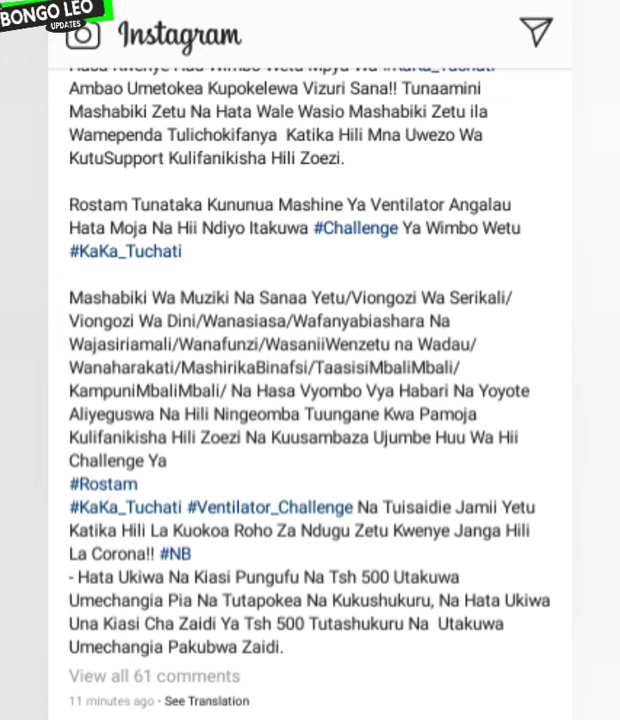 BONGO LEO
UPDATES
Instagram
Ambao Umetokea Kupokelewa Vizuri Sana!! Tunaamini
Mashabiki Zetu Na Hata Wale Wasio Mashabiki Zetu ila
Wamependa Tulichokifanya Katika Hili Mna Uwezo Wa
KutuSupport Kulifanikisha Hili Zoezi.
Rostam Tunataka Kununua Mashine Ya Ventilator Angalau
Hata Moja Na Hii Ndiyo Itakuwa #Challenge Ya Wimbo Wetu
#KaKa_Tuchati
Mashabiki Wa Muziki Na Sanaa Yetu/Viongozi Wa Serikali/
Viongozi Wa Dini/Wanasiasa/Wafanyabiashara Na
Wajasiriamali/Wanafunzi/WasaniiWenzetu na Wadau/
Wanaharakati/MashirikaBinafsi/TaasisiMbaliMbali/
KampuniMbaliMbali/ Na Hasa Vyombo Vya Habari Na Yoyote
Aliyeguswa Na Hili Ningeomba Tuungane Kwa Pamoja
Kulifanikisha Hili Zoezi Na Kuusambaza Ujumbe Huu Wa Hii
Challenge Ya
#Rostam
#KaKa_Tuchati #Ventilator_Challenge Na Tuisaidie Jamii Yetu
Katika Hili La Kuokoa Roho Za Ndugu Zetu Kwenye Janga Hili
La Corona!! #NB
- Hata Ukiwa Na Kiasi Pungufu Na Tsh 500 Utakuwa
Umechangia Pia Na Tutapokea Na Kukushukuru, Na Hata Ukiwa
Una Kiasi Cha Zaidi Ya Tsh 500 Tutashukuru Na Utakuwa
Umechangia Pakubwa Zaidi.
View all 61 comments
11 minutes ago · See Translation